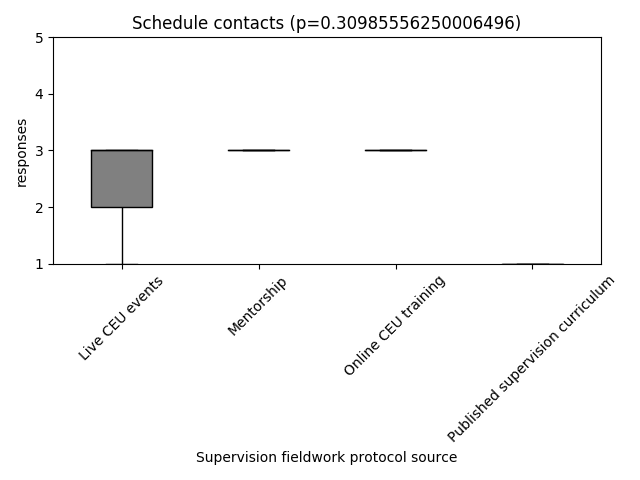 Schedule contacts (p=0.30985556250006496)
5
4
3
2
1
responses
Live CEU events
Mentorship
Online CEU training
Published supervision curriculum
Supervision fieldwork protocol source